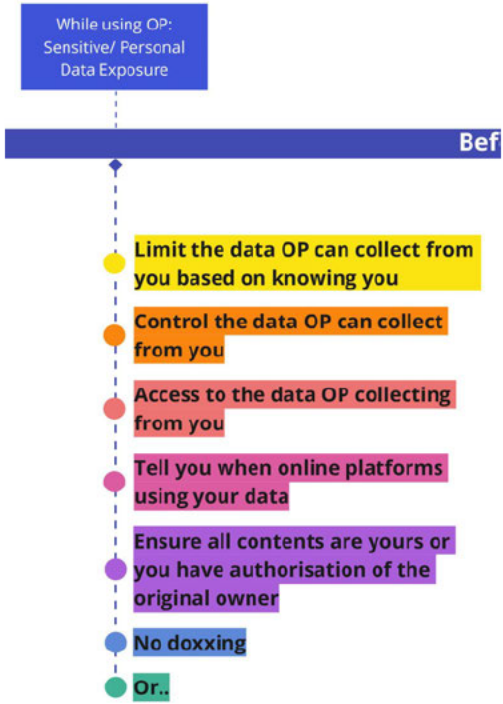 While using OP:
Sensitive/ Personal
Data Exposure
Bef
Limit the data OP can collect from
you based on knowing you
Control the data OP can collect
from you
Access to the data OP collecting
from you
Tell you when online platforms
using your data
Ensure all contents are yours or
you have authorisation of the
original owner
No doxxing
Or..